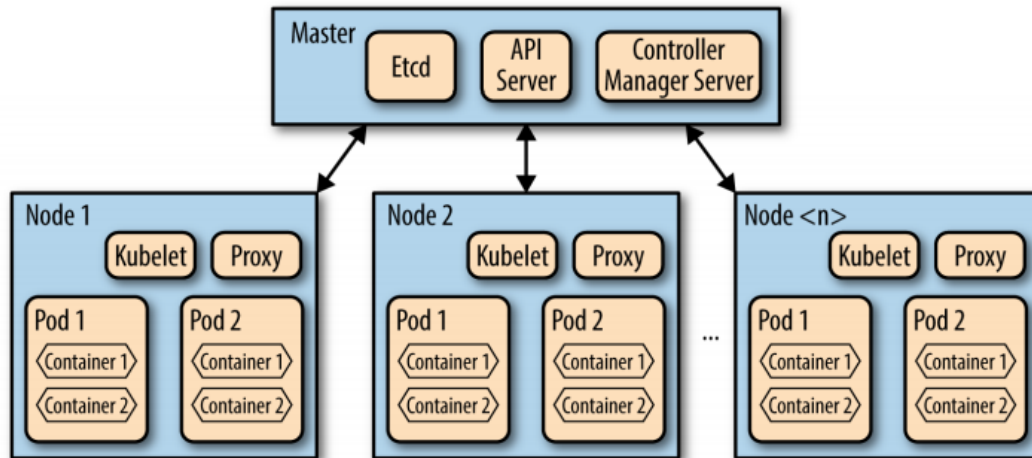 Master
Etcd
API
Server
Controller
Manager Server
Node 1
Kubelet
Proxy
Pod 1
Container 1
Container 2
Pod 2
Container 1
Container 2
Node 2
Kubelet
Proxy
Pod 1
Container 1
Container 2
Pod 2
Container 1
Container 2
...
Node <n>
Kubelet
Proxy
Pod 1
Container 1
Container 2
Pod 2
Container 1
Container 2